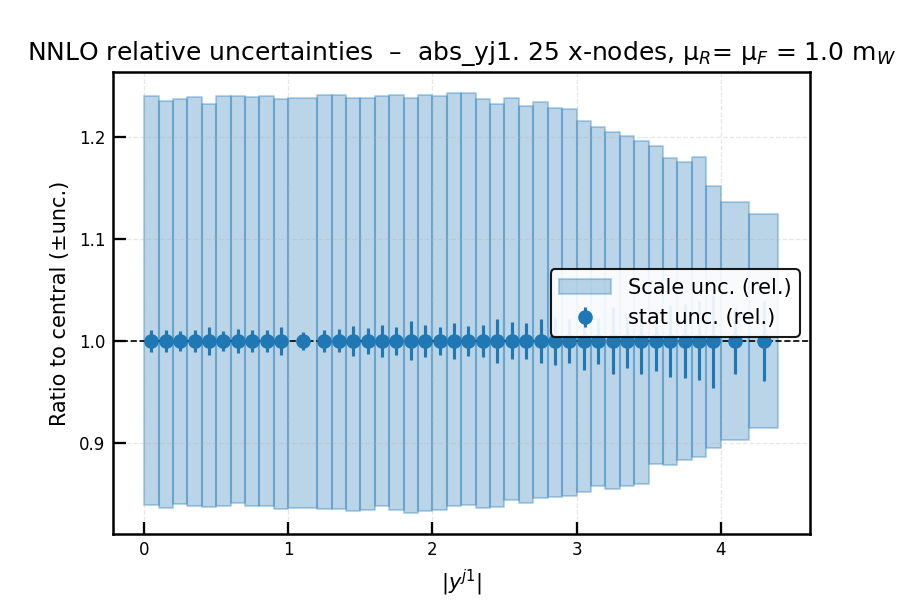 NNLO relative uncertainties – abs_yj1. 25 x-nodes, μR= μF = 1.0 mW
Ratio to central (±unc.)
1.2
1.1
1.0
0.9
Scale unc. (rel.)
stat unc. (rel.)
0 1 2 3 4
|y^{j1}|